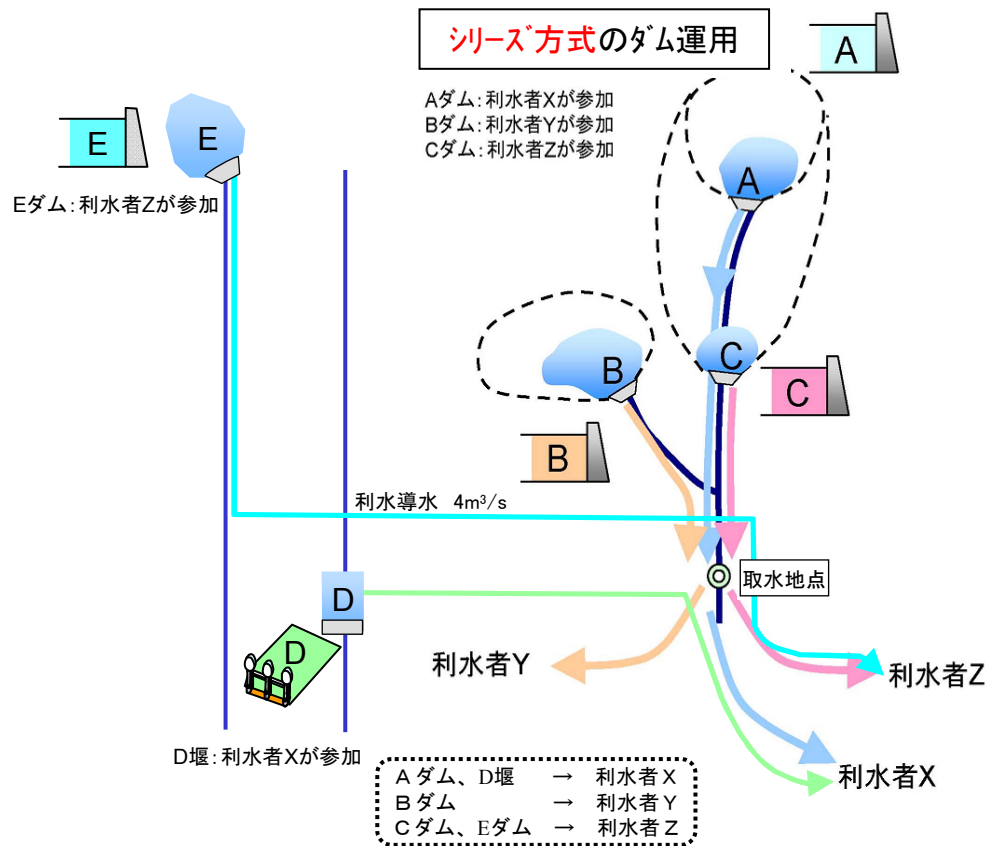 シリーズ方式のダム運用
A
Aダム：利水者Xが参加
Bダム：利水者Yが参加
Cダム：利水者Zが参加
E
E
Eダム：利水者Zが参加
A
B
C
C
B
利水導水　4m³/s
取水地点
D
D
利水者Y
利水者Z
D堰：利水者Xが参加
利水者X
Aダム、D堰　→　利水者X
Bダム　→　利水者Y
Cダム、Eダム　→　利水者Z